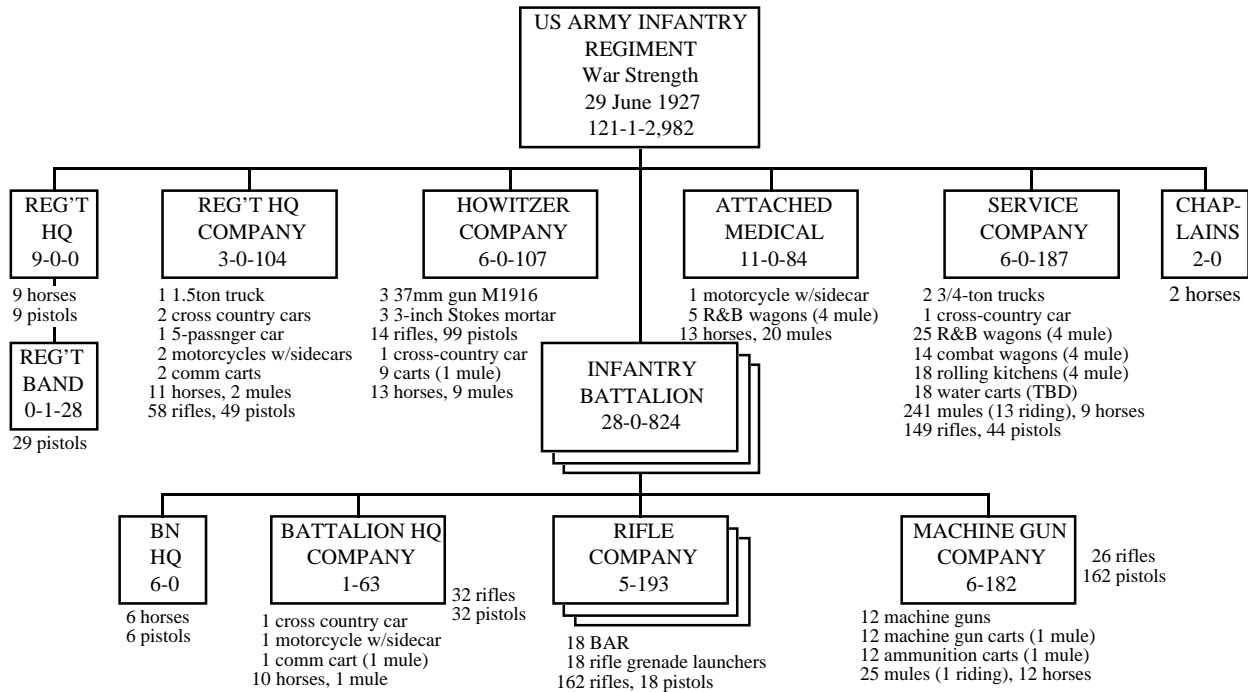 US ARMY INFANTRY
REGIMENT
War Strength
29 June 1927
121-1-2,982
REG'T
HQ
9-0-0
9 horses
9 pistols
REG'T
BAND
0-1-28
29 pistols
REG'T HQ
COMPANY
3-0-104
1 1.5ton truck
2 cross country cars
1 5-passnger car
2 motorcycles w/sidecars
2 comm carts
11 horses, 2 mules
58 rifles, 49 pistols
HOWITZER
COMPANY
6-0-107
3 37mm gun M1916
3 3-inch Stokes mortar
14 rifles, 99 pistols
1 cross-country car
9 carts (1 mule)
13 horses, 9 mules
ATTACHED
MEDICAL
11-0-84
1 motorcycle w/sidecar
5 R&B wagons (4 mule)
13 horses, 20 mules
SERVICE
COMPANY
6-0-187
2 3/4-ton trucks
1 cross-country car
25 R&B wagons (4 mule)
14 combat wagons (4 mule)
18 rolling kitchens (4 mule)
18 water carts (TBD)
241 mules (13 riding), 9 horses
149 rifles, 44 pistols
CHAP-
LAINS
2-0
2 horses
INFANTRY
BATTALION
28-0-824
BN
HQ
6-0
6 horses
6 pistols
BATTALION HQ
COMPANY
1-63
32 rifles
32 pistols
1 cross country car
1 motorcycle w/sidecar
1 comm cart (1 mule)
10 horses, 1 mule
RIFLE
COMPANY
5-193
18 BAR
18 rifle grenade launchers
162 rifles, 18 pistols
MACHINE GUN
COMPANY
6-182
26 rifles
162 pistols
12 machine guns
12 machine gun carts (1 mule)
12 ammunition carts (1 mule)
25 mules (1 riding), 12 horses